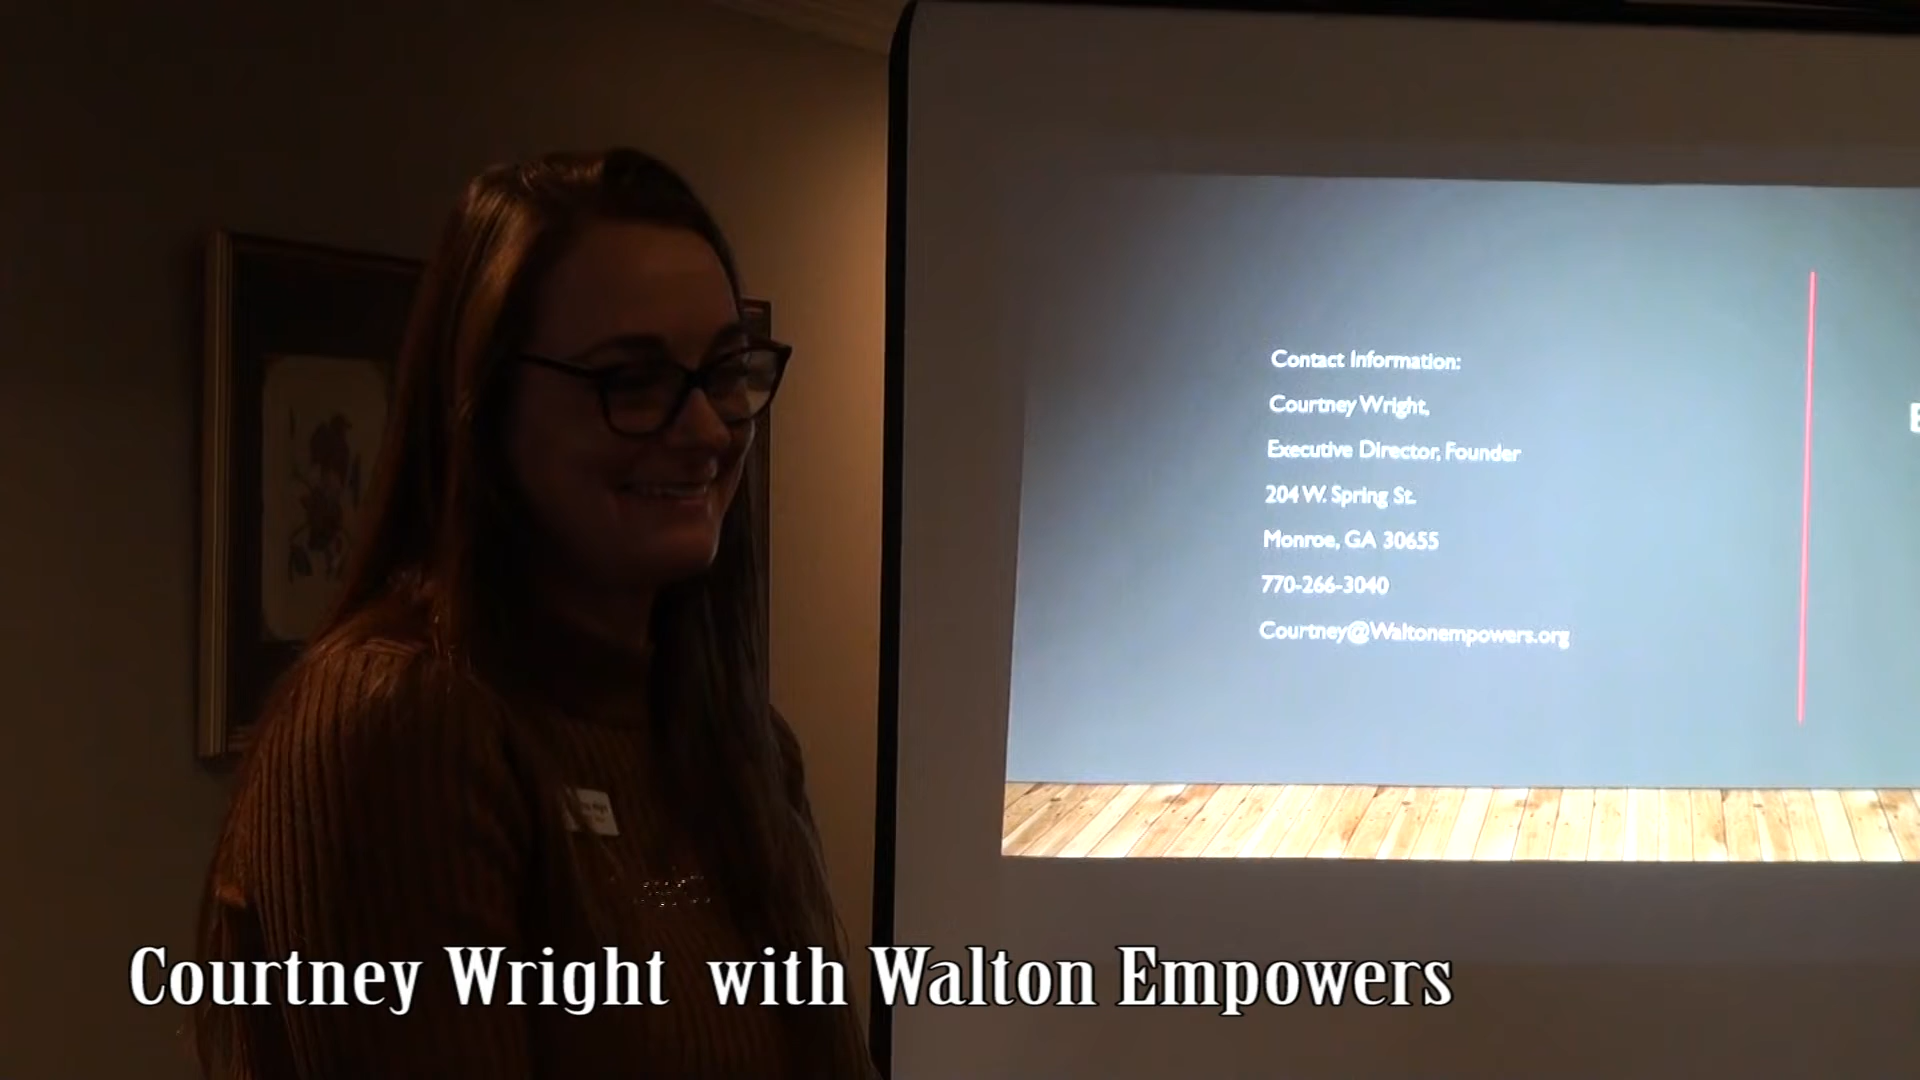 Contact Information:
Courtney Wright,
Executive Director, Founder
204 W. Spring St.
Monroe, GA 30655
770-266-3040
Courtney@Waltonempowers.org
Courtney Wright with Walton Empowers